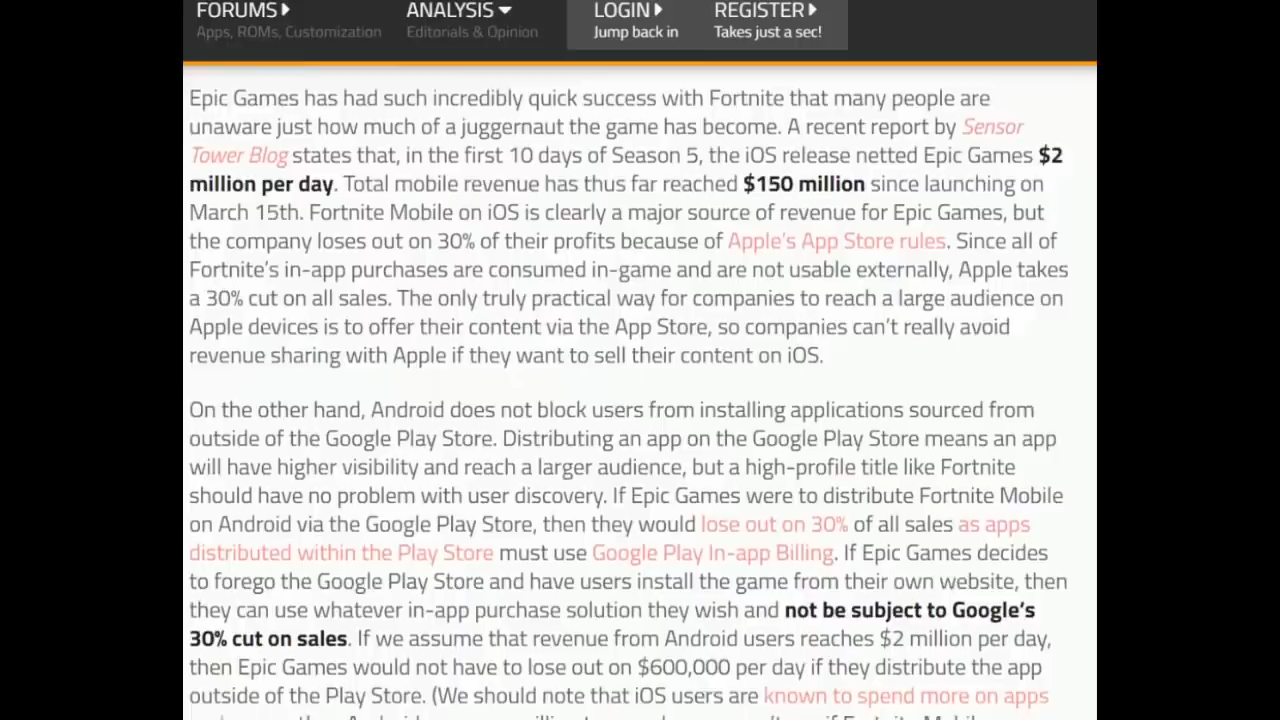 FORUMS ANALYSIS LOGIN REGISTER
Apps, ROMs, Customization Editorials & Opinion Jump back in Takes just a sec!
Epic Games has had such incredibly quick success with Fortnite that many people are
unaware just how much of a juggernaut the game has become. A recent report by Sensor
Tower Blog states that, in the first 10 days of Season 5, the iOS release netted Epic Games $2
million per day. Total mobile revenue has thus far reached $150 million since launching on
March 15th. Fortnite Mobile on iOS is clearly a major source of revenue for Epic Games, but
the company loses out on 30% of their profits because of Apple's App Store rules. Since all of
Fortnite's in-app purchases are consumed in-game and are not usable externally, Apple takes
a 30% cut on all sales. The only truly practical way for companies to reach a large audience on
Apple devices is to offer their content via the App Store, so companies can't really avoid
revenue sharing with Apple if they want to sell their content on iOS.
On the other hand, Android does not block users from installing applications sourced from
outside of the Google Play Store. Distributing an app on the Google Play Store means an app
will have higher visibility and reach a larger audience, but a high-profile title like Fortnite
should have no problem with user discovery. If Epic Games were to distribute Fortnite Mobile
on Android via the Google Play Store, then they would lose out on 30% of all sales as apps
distributed within the Play Store must use Google Play In-app Billing. If Epic Games decides
to forego the Google Play Store and have users install the game from their own website, then
they can use whatever in-app purchase solution they wish and not be subject to Google's
30% cut on sales. If we assume that revenue from Android users reaches $2 million per day,
then Epic Games would not have to lose out on $600,000 per day if they distribute the app
outside of the Play Store. (We should note that iOS users are known to spend more on apps